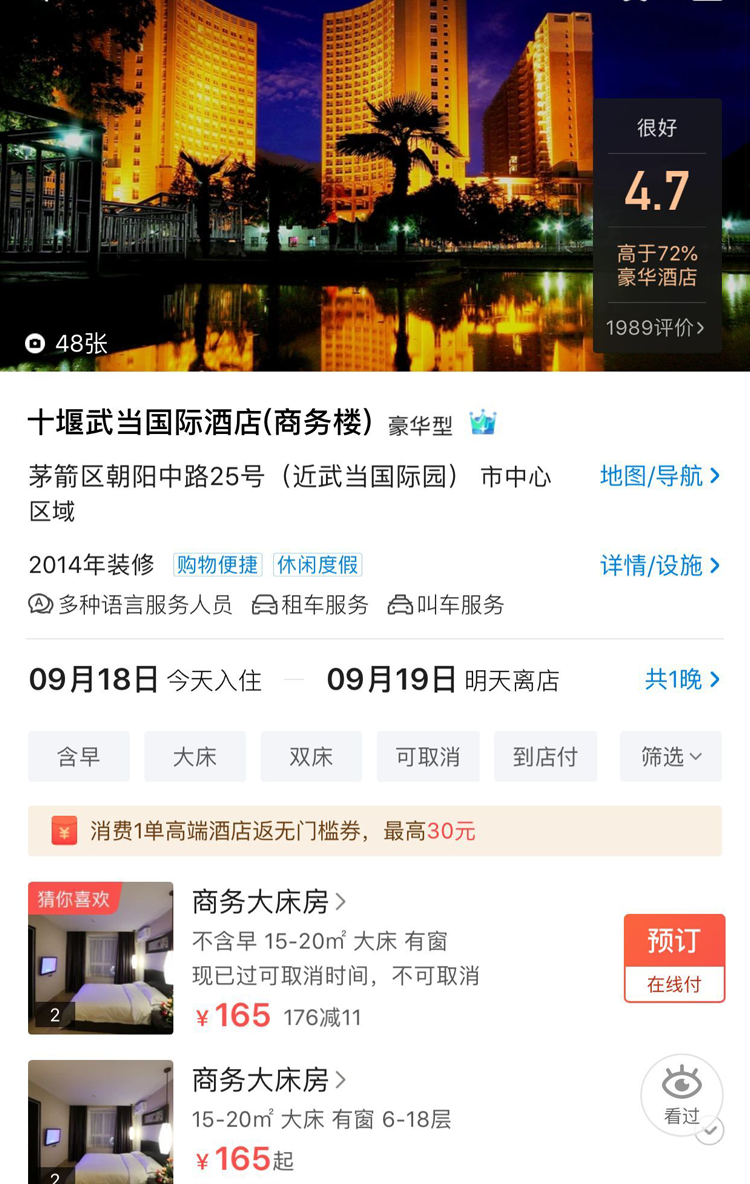 很好
4.7
高于72%
豪华酒店
1989评价>
48张
十堰武当国际酒店(商务楼) 豪华型
茅箭区朝阳中路25号（近武当国际园） 市中心
区域
地图/导航>
2014年装修 购物便捷 休闲度假 详情/设施>
多种语言服务人员 租车服务 叫车服务
09月18日 今天入住 — 09月19日 明天离店 共1晚>
含早 大床 双床 可取消 到店付 筛选
¥ 消费1单高端酒店返无门槛券，最高30元
猜你喜欢
2
商务大床房>
不含早 15-20㎡ 大床 有窗
现已过可取消时间，不可取消
¥165 176减11
预订
在线付
商务大床房>
15-20㎡ 大床 有窗 6-18层
¥165起
2
看过